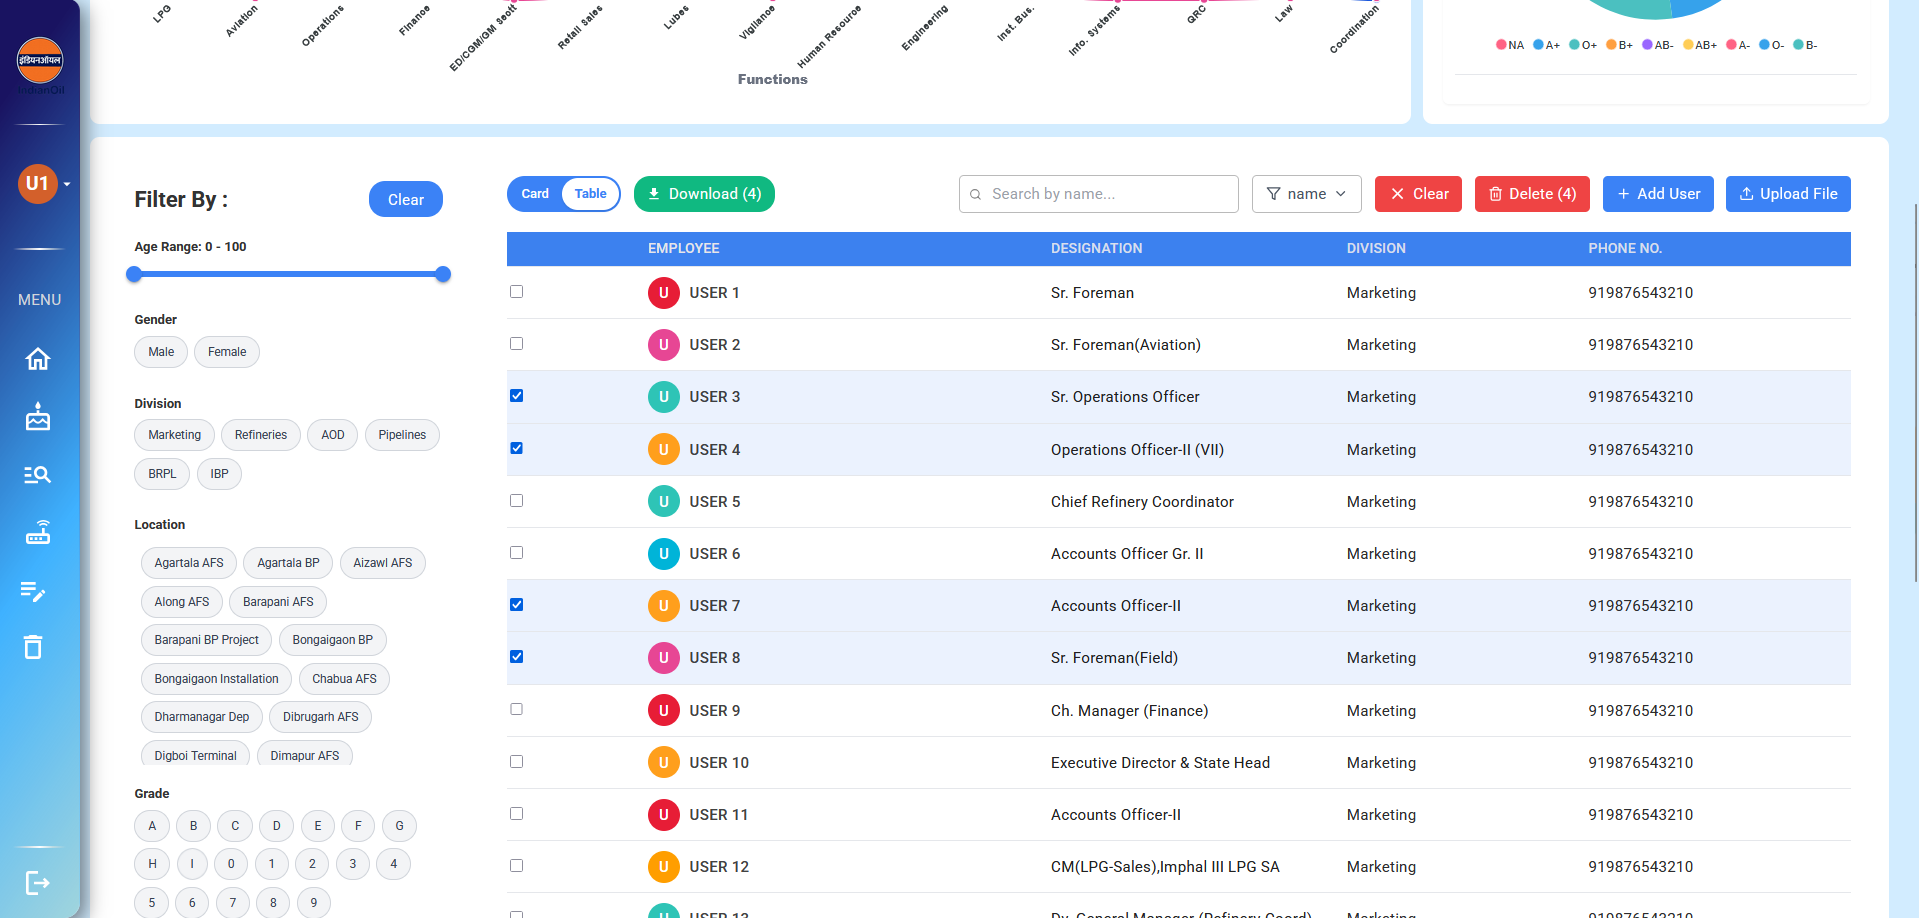 LPG
Aviation
Operations
Finance
ED/CGM/GM Sectt
Retail Sales
Lubes
Vigilance
Human Resource
Engineering
Inst. Bus.
Info. Systems
QRC
Law
Coordination
Functions
NA A+ O+ B+ AB- AB+ A- O- B-
इंडियनऑयल
IndianOil
U1
MENU
Filter By :
Clear
Age Range: 0 - 100
Gender
Male Female
Division
Marketing Refineries AOD Pipelines
BRPL IBP
Location
Agartala AFS Agartala BP Aizawl AFS
Along AFS Barapani AFS
Barapani BP Project Bongaigaon BP
Bongaigaon Installation Chabua AFS
Dharmanagar Dep Dibrugarh AFS
Digboi Terminal Dimapur AFS
Grade
A B C D E F G
H I 0 1 2 3 4
5 6 7 8 9
Card Table Download (4) Search by name... name Clear Delete (4) Add User Upload File
EMPLOYEE DESIGNATION DIVISION PHONE NO.
U USER 1 Sr. Foreman Marketing 919876543210
U USER 2 Sr. Foreman(Aviation) Marketing 919876543210
U USER 3 Sr. Operations Officer Marketing 919876543210
U USER 4 Operations Officer-II (VII) Marketing 919876543210
U USER 5 Chief Refinery Coordinator Marketing 919876543210
U USER 6 Accounts Officer Gr. II Marketing 919876543210
U USER 7 Accounts Officer-II Marketing 919876543210
U USER 8 Sr. Foreman(Field) Marketing 919876543210
U USER 9 Ch. Manager (Finance) Marketing 919876543210
U USER 10 Executive Director & State Head Marketing 919876543210
U USER 11 Accounts Officer-II Marketing 919876543210
U USER 12 CM(LPG-Sales),Imphal III LPG SA Marketing 919876543210
U USER 13 Dy. General Manager (Refinery Coord) Marketing 919876543210